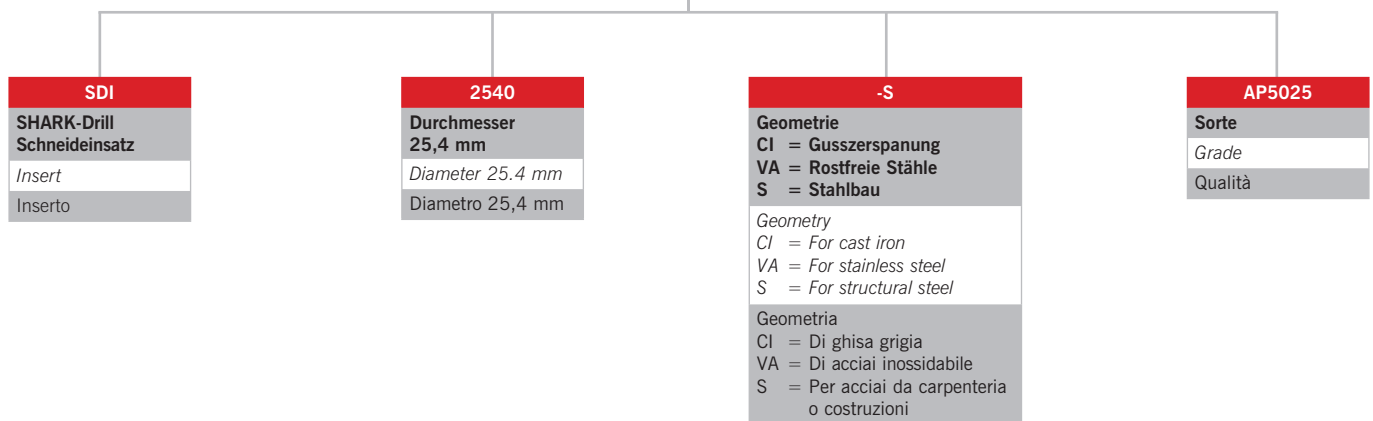 SDI
SHARK-Drill
Schneideinsatz
Insert
Inserto
2540
Durchmesser
25,4 mm
Diameter 25.4 mm
Diametro 25,4 mm
-S
Geometrie
CI = Gusszerspanung
VA = Rostfreie Stähle
S = Stahlbau
Geometry
CI = For cast iron
VA = For stainless steel
S = For structural steel
Geometria
CI = Di ghisa grigia
VA = Di acciai inossidabile
S = Per acciai da carpenteria
o costruzioni
AP5025
Sorte
Grade
Qualità